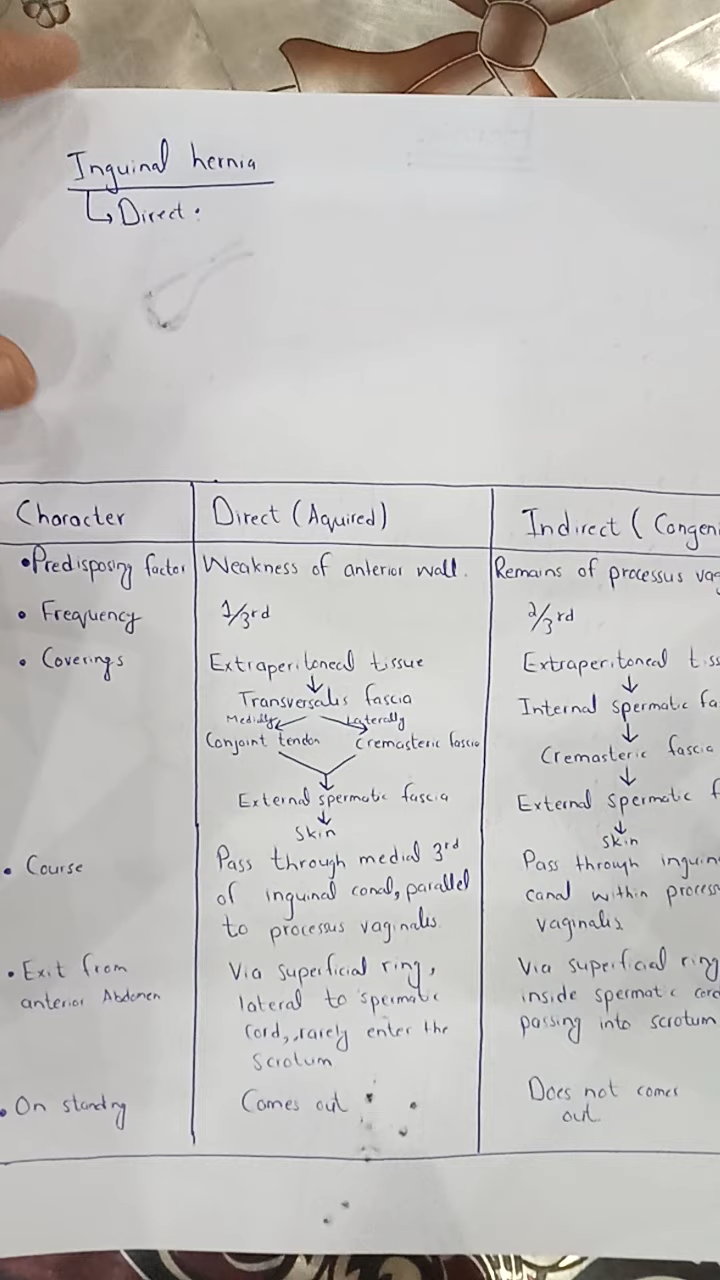 Inguinal hernia
↳ Direct:
Character
Direct (Aquired)
Indirect (Congeni
• Predisposing factor
Weakness of anterior wall.
Remains of processus vag
• Frequency
1/3rd
2/3rd
• Coverings
Extraperitoneal tissue
↓
Transversalis fascia
Medially Laterally
Conjoint tendon Cremasteric fascia
↓
External spermatic fascia
↓
Skin
Extraperitoneal tiss
↓
Internal spermatic fa
↓
Cremasteric fascia
↓
External spermatic f
↓
skin
• Course
Pass through medial 3rd
of inguinal canal, parallel
to processus vaginalis.
Pass through inguin
canal within process
vaginalis.
• Exit from
anterior Abdomen
Via superficial ring,
lateral to spermatic
cord, rarely enter the
scrotum
Via superficial ring
inside spermatic cord
passing into scrotum
• On standing
Comes out
Does not comes
out